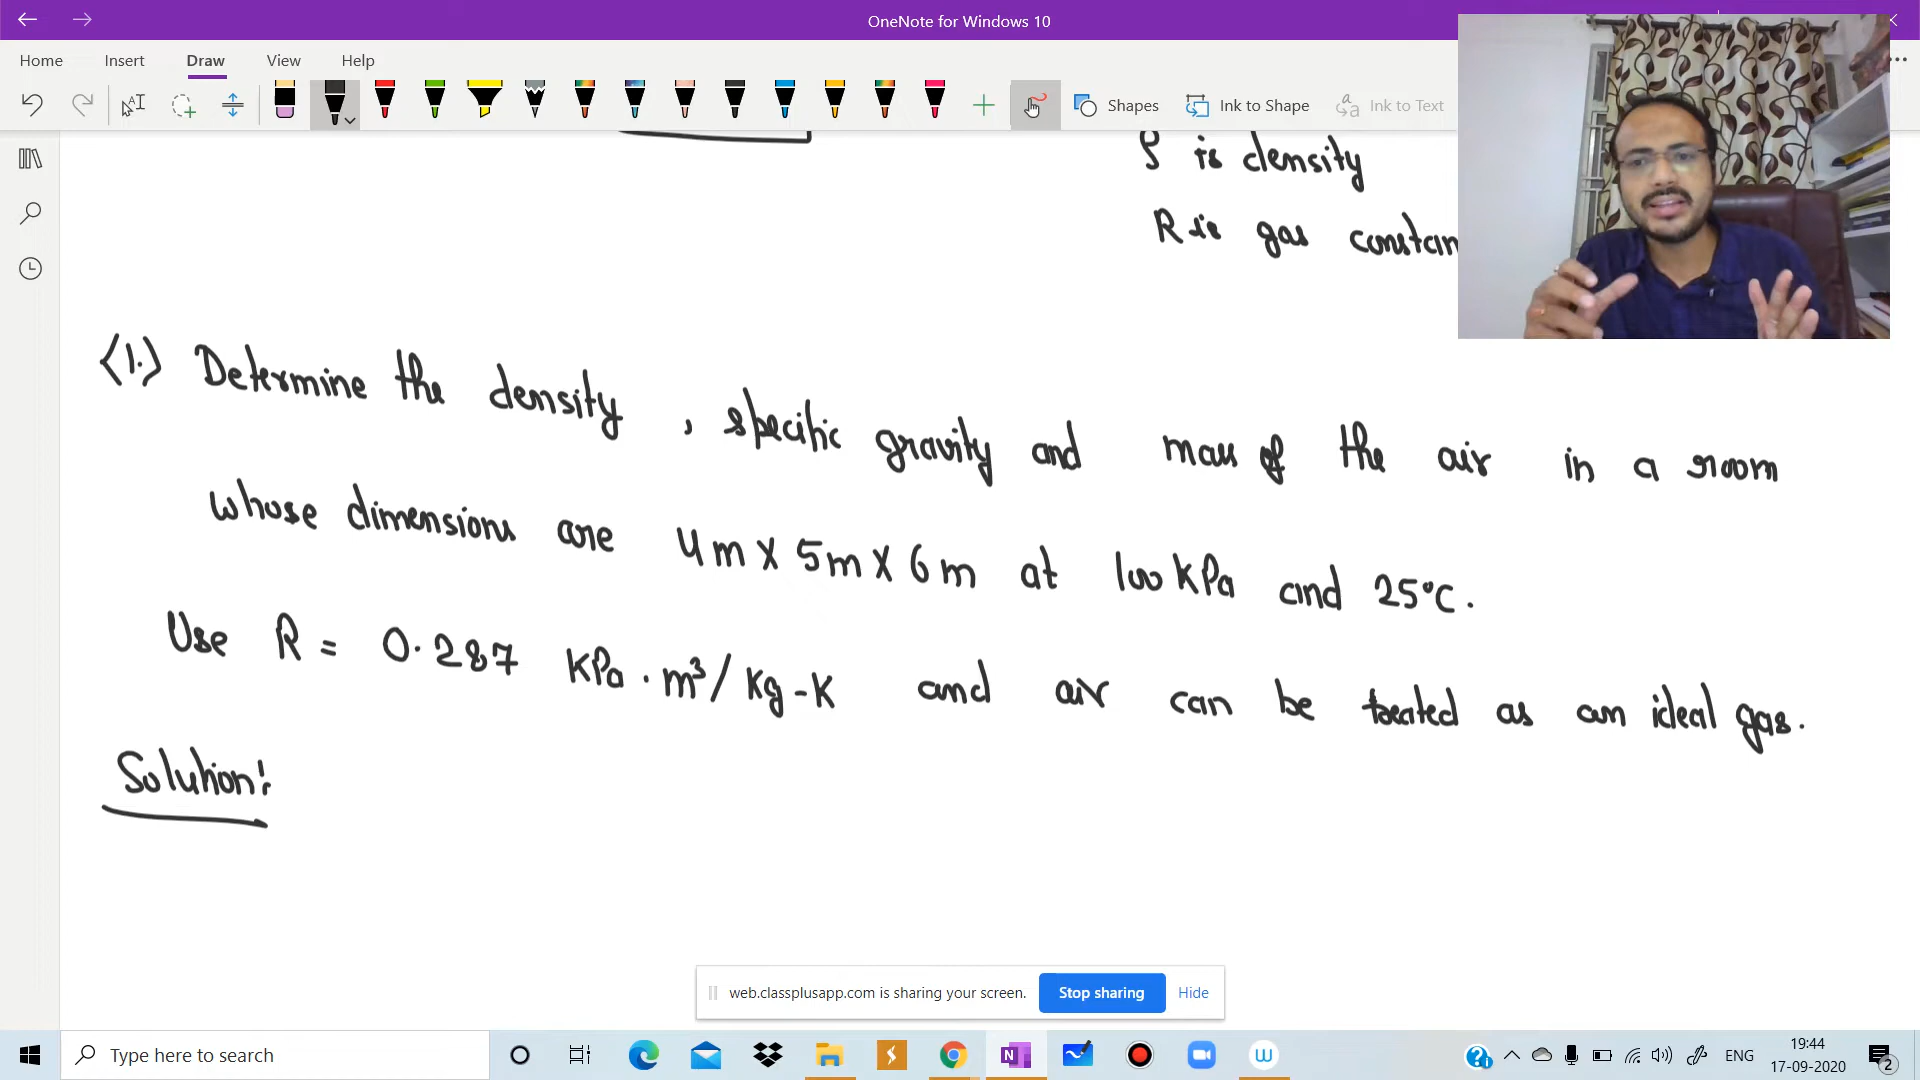 OneNote for Windows 10
Home Insert Draw View Help
Shapes Ink to Shape Ink to Text
ρ is density
R is gas constan
(1.) Determine the density , specific gravity and mass of the air in a room
whose dimensions are 4m X 5m X 6m at 100 kPa and 25°C.
Use R = 0.287 KPa . m³/kg-K and air can be treated as an ideal gas.
Solution:
web.classplusapp.com is sharing your screen. Stop sharing Hide
Type here to search
ENG
19:44
17-09-2020
2